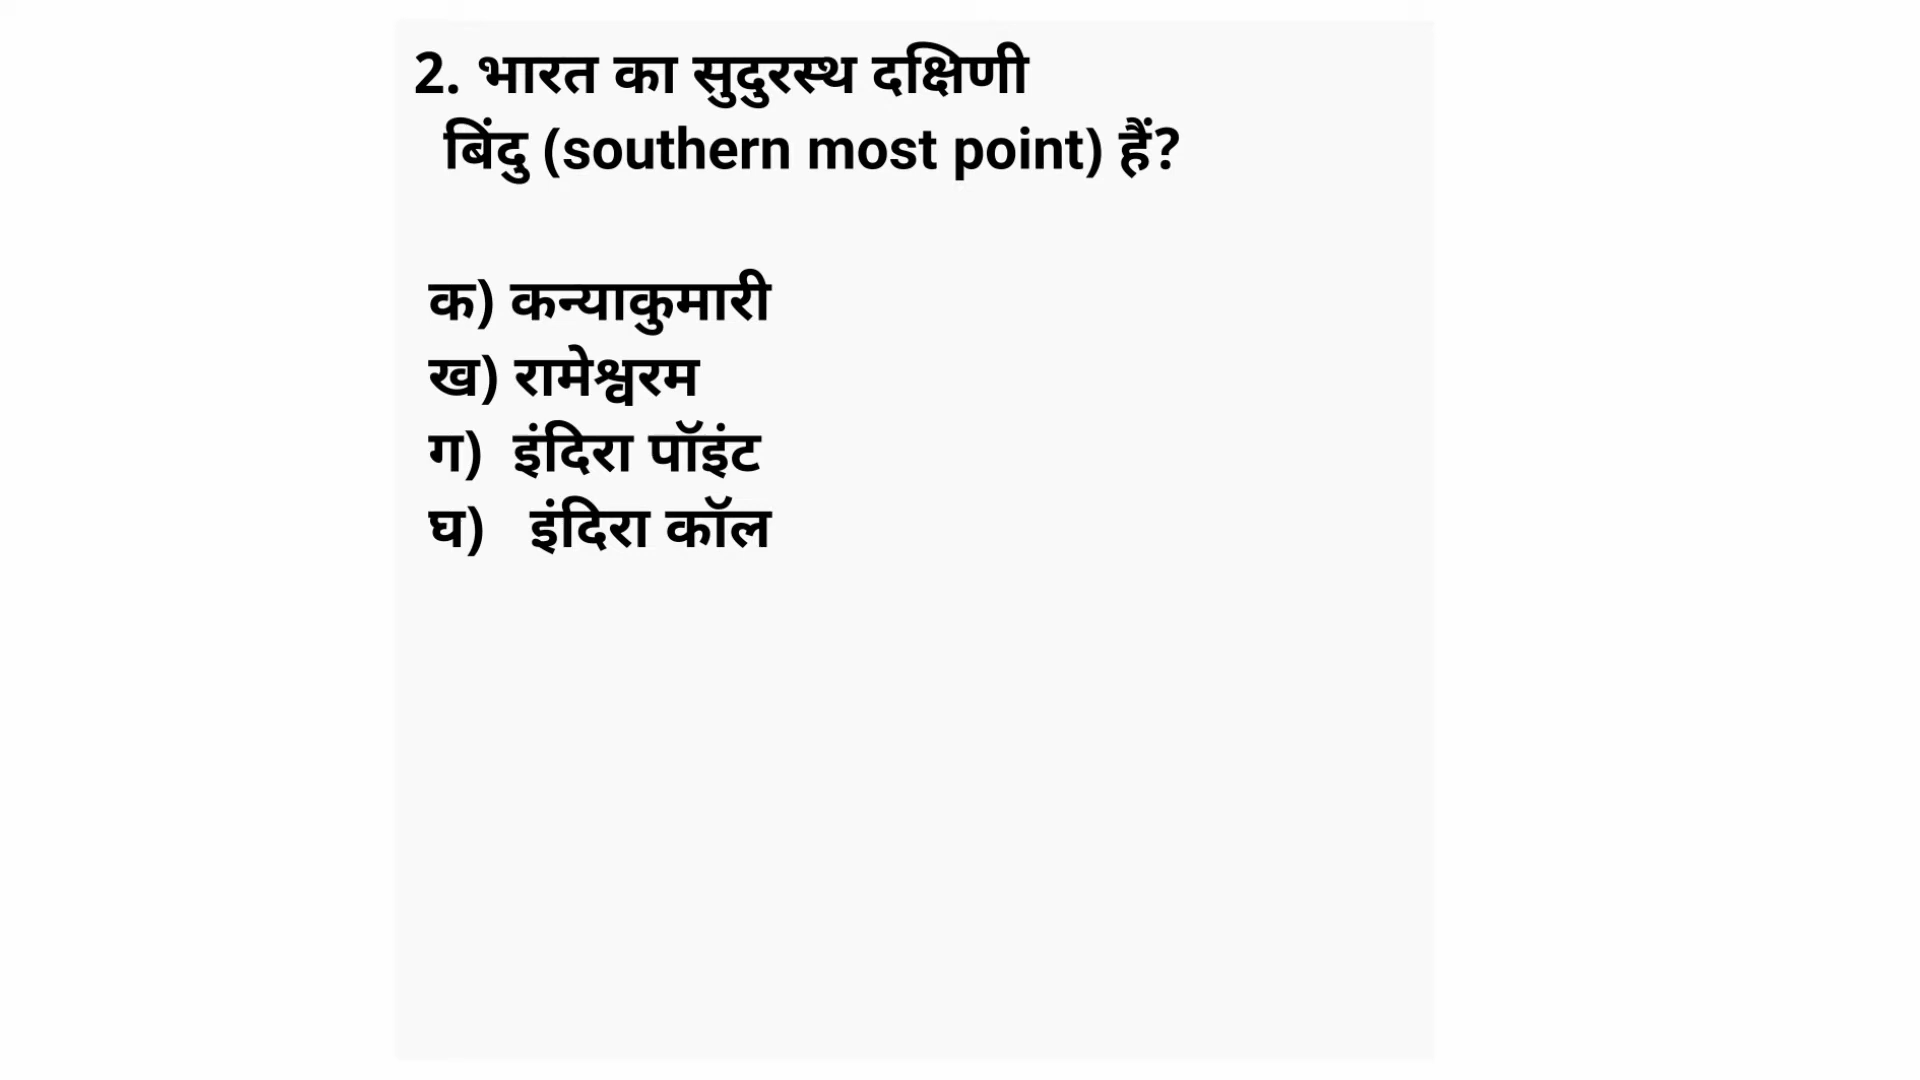 2. भारत का सुदुरस्थ दक्षिणी
बिंदु (southern most point) हैं?
क) कन्याकुमारी
ख) रामेश्वरम
ग) इंदिरा पॉइंट
घ) इंदिरा कॉल